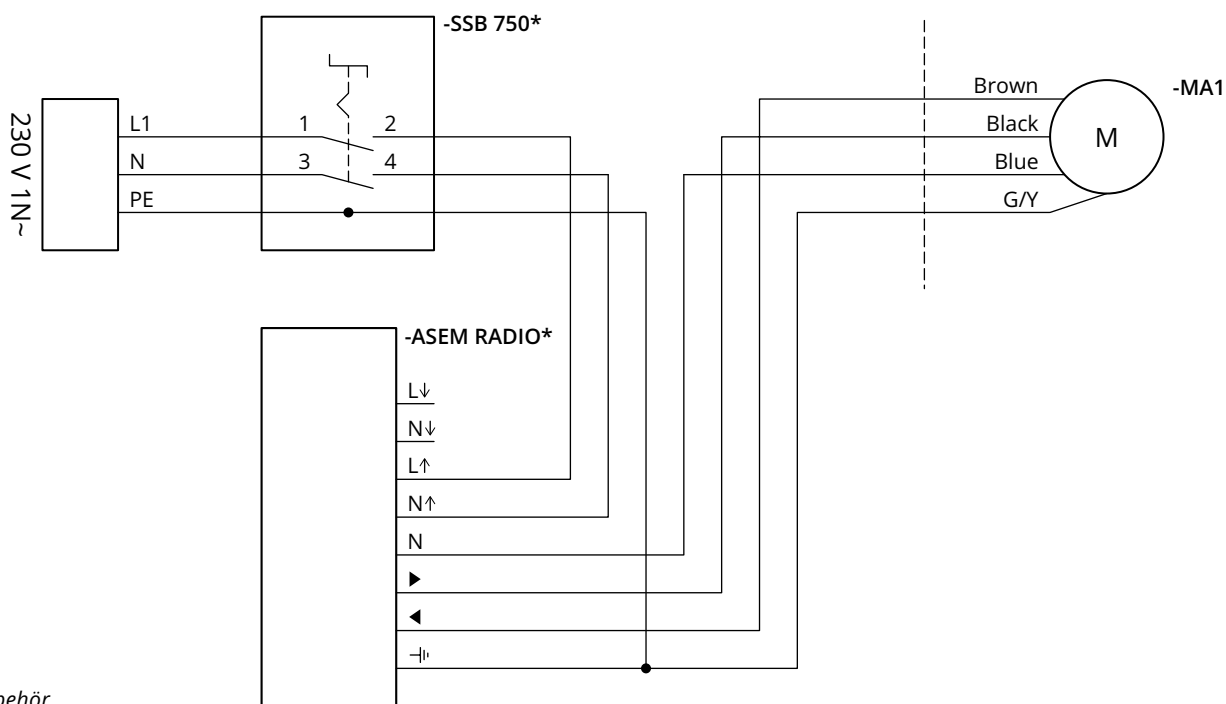 -SSB 750*
230 V 1N~
L1
1
2
N
3
4
PE
Brown
-MA1
Black
M
Blue
G/Y
-ASEM RADIO*
L↓
N↓
L↑
N↑
N
▶
◀